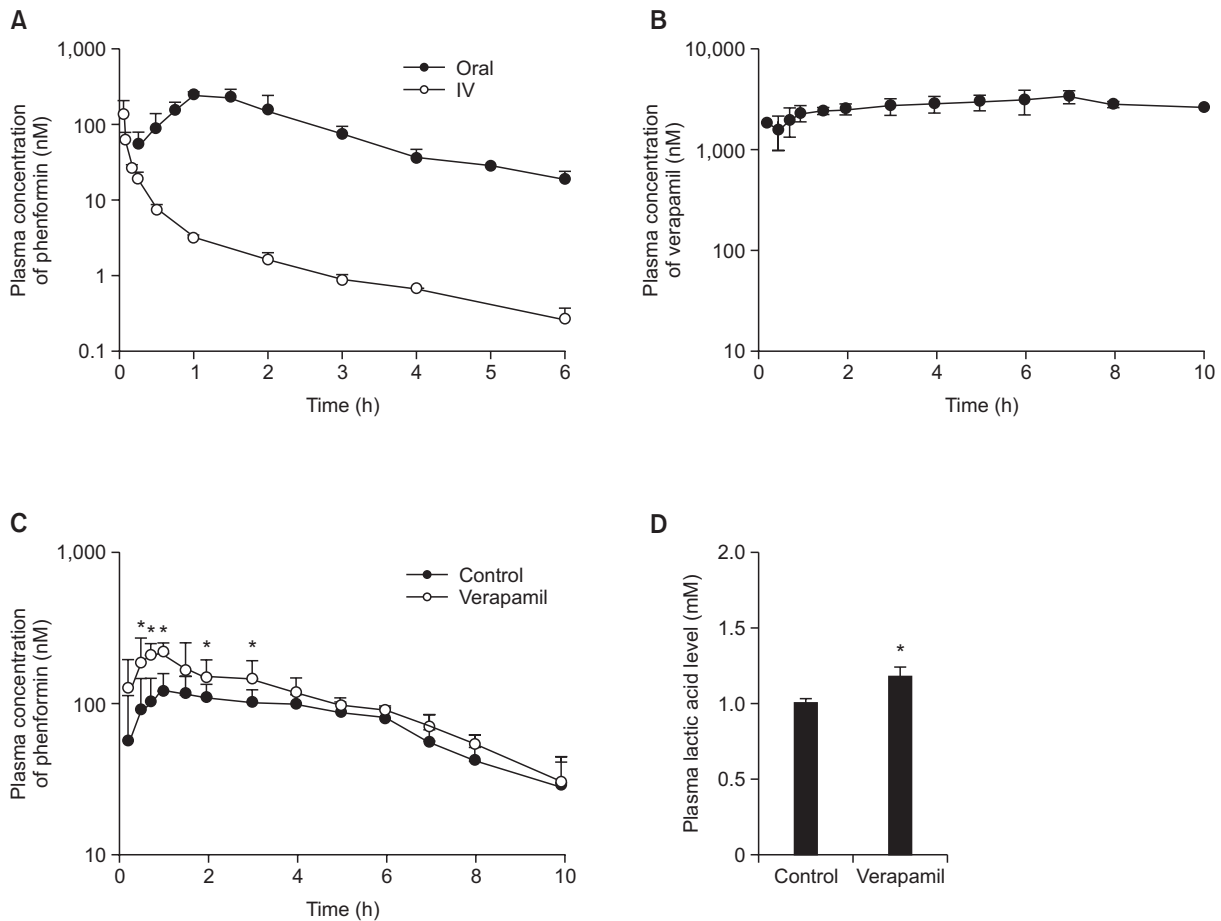 A
Plasma concentration
of phenformin (nM)
1,000
100
10
1
0.1
0 1 2 3 4 5 6
Time (h)
Oral
IV
B
Plasma concentration
of verapamil (nM)
10,000
1,000
100
10
0 2 4 6 8 10
Time (h)
C
Plasma concentration
of phenformin (nM)
1,000
100
10
0 2 4 6 8 10
Time (h)
Control
Verapamil
* * * * *
D
Plasma lactic acid level (mM)
2.0
1.5
1.0
0.5
0
*
Control Verapamil